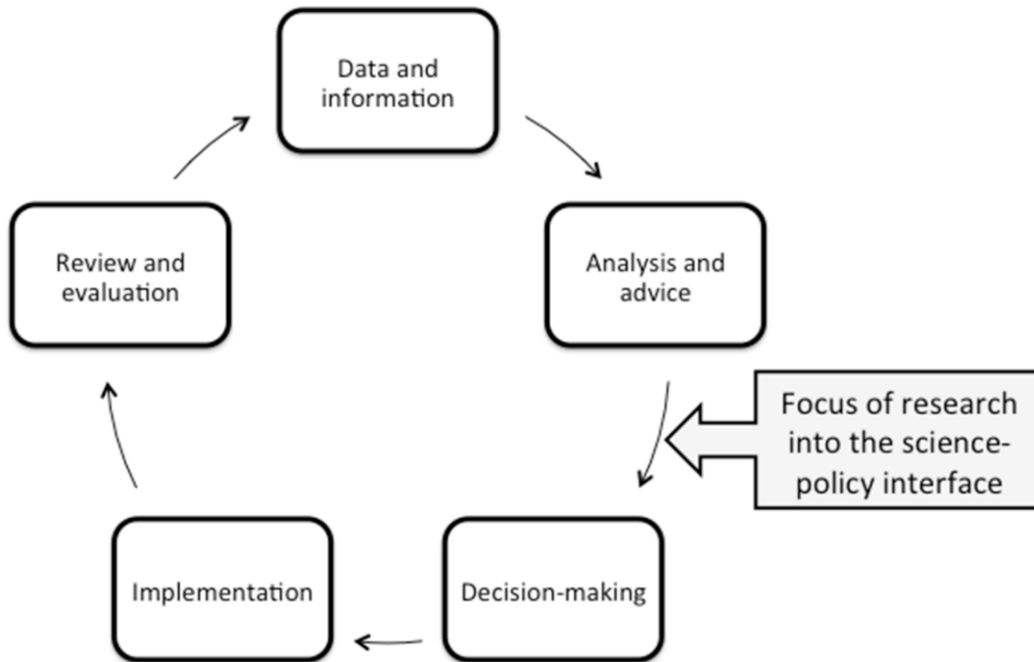 Data and
information
Analysis and
advice
Focus of research
into the science-
policy interface
Decision-making
Implementation
Review and
evaluation